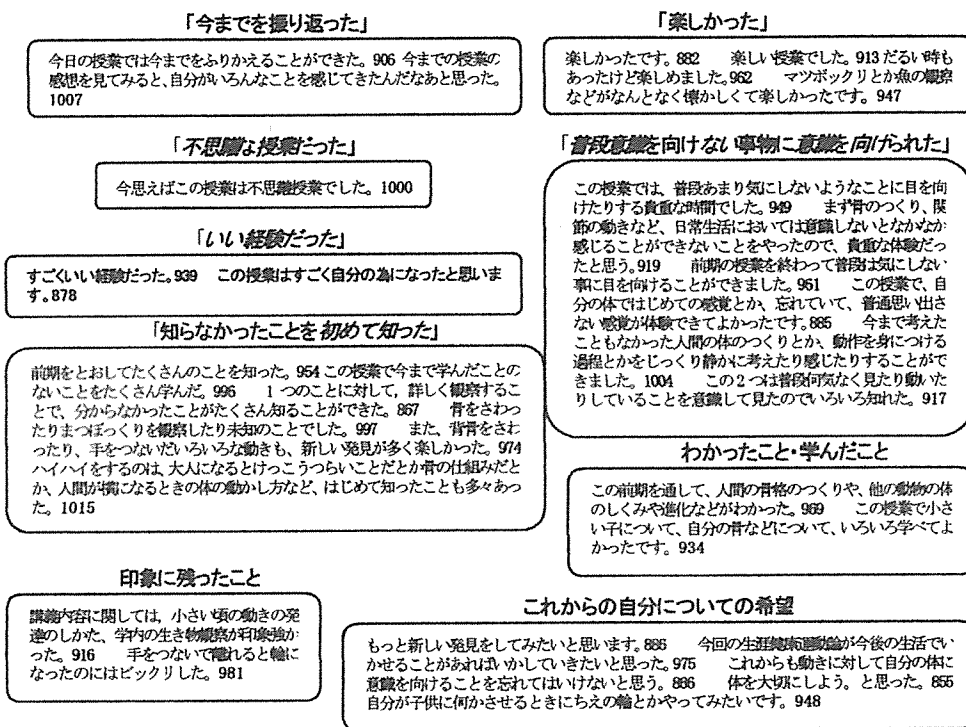 「今までを振り返った」
今日の授業では今までをふりかえることができた。906 今までの授業の
感想を見てみると、自分がいろんなことを感じてきたんだなあと思った。
1007
「楽しかった」
楽しかったです。882 楽しい授業でした。913 だるい時も
あったけど楽しめました。962 マツボックリとか魚の観察
などがなんとなく懐かしくて楽しかったです。947
「不思議な授業だった」
今思えばこの授業は不思議授業でした。1000
「普段意識を向けない事物に意識を向けられた」
この授業では、普段あまり気にしないようなことに目を向
けたりする貴重な時間でした。949 まず骨のつくり、関
節の動きなど、日常生活においては意識しないとなかなか
感じることができないことをやったので、貴重な体験だっ
たと思う。919 前期の授業を終わって普段は気にしない
事に目を向けることができました。961 この授業で、自
分の体ではじめての感覚とか、忘れていて、普通思い出さ
ない感覚が体験できてよかったです。885 今まで考えた
こともなかった人間の体のつくりとか、動作を身につける
過程とかをじっくり静かに考えたり感じたりすることがで
きました。1004 この2つは普段何気なく見たり動いた
りしていることを意識して見たのでいろいろ知れた。917
「いい経験だった」
すごくいい経験だった。939 この授業はすごく自分の為になったと思いま
す。878
「知らなかったことを初めて知った」
前期をとおしてたくさんのことを知った。954 この授業で今まで学んだことの
ないことをたくさん学んだ。996 1つのことに対して，詳しく観察するこ
とで、分からなかったことがたくさん知ることができた。867 骨をさわっ
たりまつぼっくりを観察したり未知のことでした。997 また、背骨をさわ
ったり、手をつないだいろいろな動きも、新しい発見が多く楽しかった。974
ハイハイをするのは、大人になるとけっこうつらいことだとか骨の仕組みだと
か、人間が横になるときの体の動かし方など、はじめて知ったことも多々あっ
た。1015
わかったこと・学んだこと
この前期を通して、人間の骨格のつくりや、他の動物の体
のしくみや進化などがわかった。969 この授業で小さ
い子について、自分の骨などについて、いろいろ学べてよ
かったです。934
印象に残ったこと
講義内容に関しては，小さい頃の動きの発
達のしかた、学内の生き物観察が印象強か
った。916 手をつないで離れると輪に
なったのにはビックリした。981
これからの自分についての希望
もっと新しい発見をしてみたいと思います。886 今回の生涯健康運動論が今後の生活でい
かせることがあればいかしていきたいと思った。975 これからも動きに対して自分の体に
意識を向けることを忘れてはいけないと思う。866 体を大切にしよう。と思った。855
自分が子供に何かさせるときにちえの輪とかやってみたいです。948